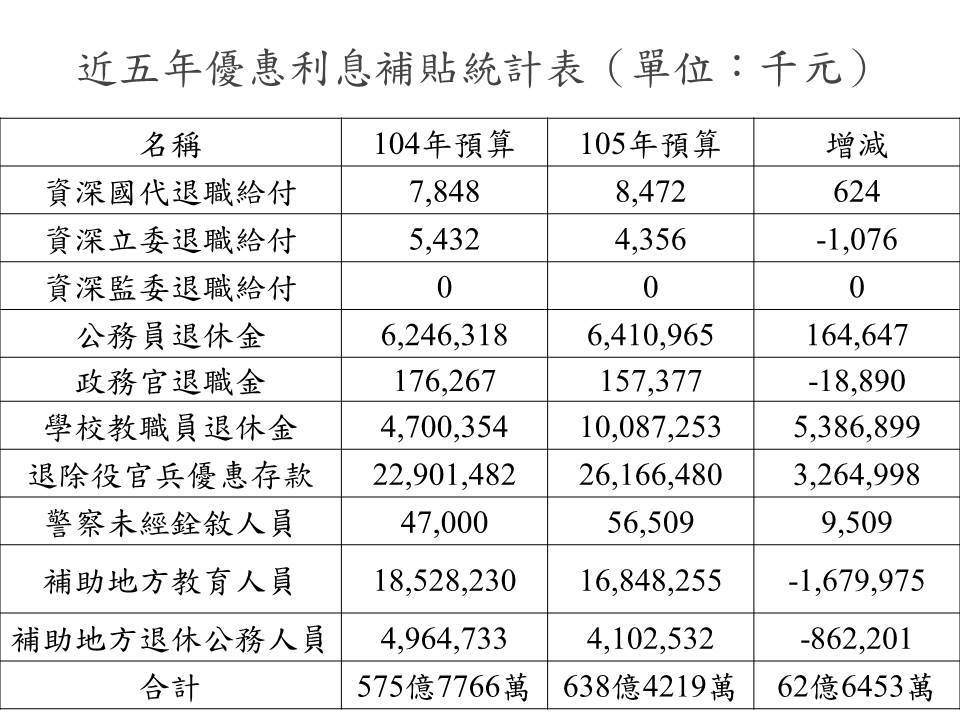 近五年優惠利息補貼統計表（單位：千元）
名稱 104年預算 105年預算 增減
資深國代退職給付 7,848 8,472 624
資深立委退職給付 5,432 4,356 -1,076
資深監委退職給付 0 0 0
公務員退休金 6,246,318 6,410,965 164,647
政務官退職金 176,267 157,377 -18,890
學校教職員退休金 4,700,354 10,087,253 5,386,899
退除役官兵優惠存款 22,901,482 26,166,480 3,264,998
警察未經銓敘人員 47,000 56,509 9,509
補助地方教育人員 18,528,230 16,848,255 -1,679,975
補助地方退休公務人員 4,964,733 4,102,532 -862,201
合計 575億7766萬 638億4219萬 62億6453萬